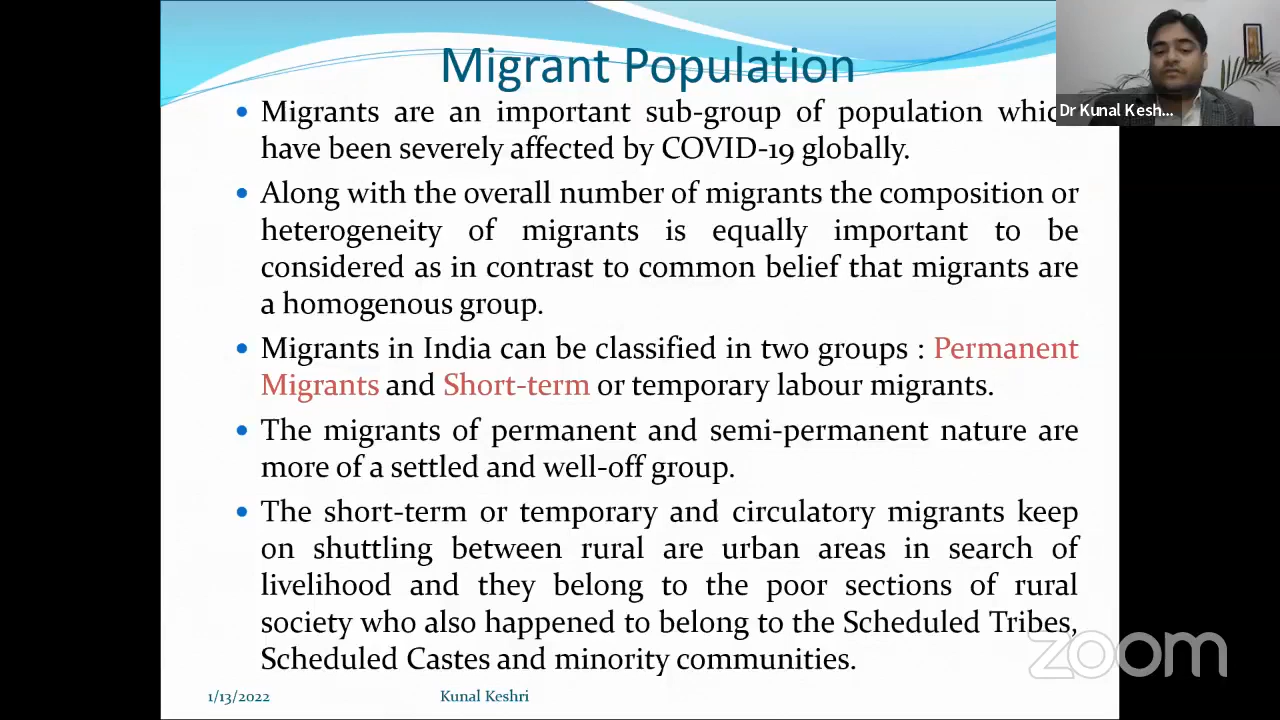 Migrant Population
• Migrants are an important sub-group of population which
have been severely affected by COVID-19 globally.
• Along with the overall number of migrants the composition or
heterogeneity of migrants is equally important to be
considered as in contrast to common belief that migrants are
a homogenous group.
• Migrants in India can be classified in two groups : Permanent
Migrants and Short-term or temporary labour migrants.
• The migrants of permanent and semi-permanent nature are
more of a settled and well-off group.
• The short-term or temporary and circulatory migrants keep
on shuttling between rural are urban areas in search of
livelihood and they belong to the poor sections of rural
society who also happened to belong to the Scheduled Tribes,
Scheduled Castes and minority communities.
1/13/2022
Kunal Keshri
Dr Kunal Kesh...
zoom